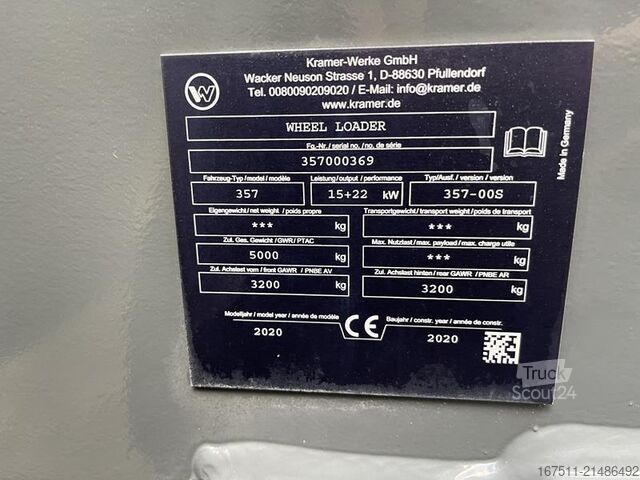 Kramer-Werke GmbH
Wacker Neuson Strasse 1, D-88630 Pfullendorf
Tel. 0080090209020 / E-Mail: info@kramer.de
www.kramer.de
WHEEL LOADER
Fg.-Nr./ serial no./ no. de série
357000369
Made in Germany
Fahrzeug-Typ / model / modèle Leistung / output / performance Typ/Ausf. / version / version
357 15+22 kW 357-00S
Eigengewicht / net weight / poids propre Transportgewicht / transport weight / poids de transport
*** kg *** kg
Zul. Ges. Gewicht / GWR / PTAC Max. Nutzlast / max. payload / max. charge utile
5000 kg *** kg
Zul. Achslast vorn / front GAWR / PNBE AV Zul. Achslast hinten / rear GAWR / PNBE AR
3200 kg 3200 kg
Modelljahr / model year / année de modèle Baujahr / constr. year / année de constr.
2020 CE 2020
Truck
Scout24
167511-21486492